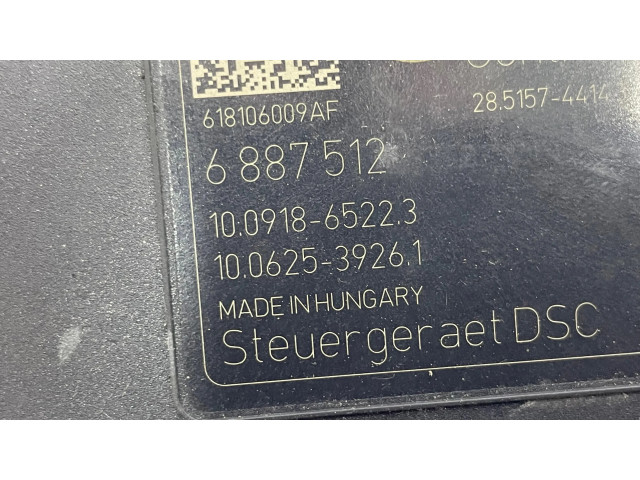 618106009AF
28.5157-4414
6 887 512
10.0918-6522.3
10.0625-3926.1
MADE IN HUNGARY
Steuergeraet DSC